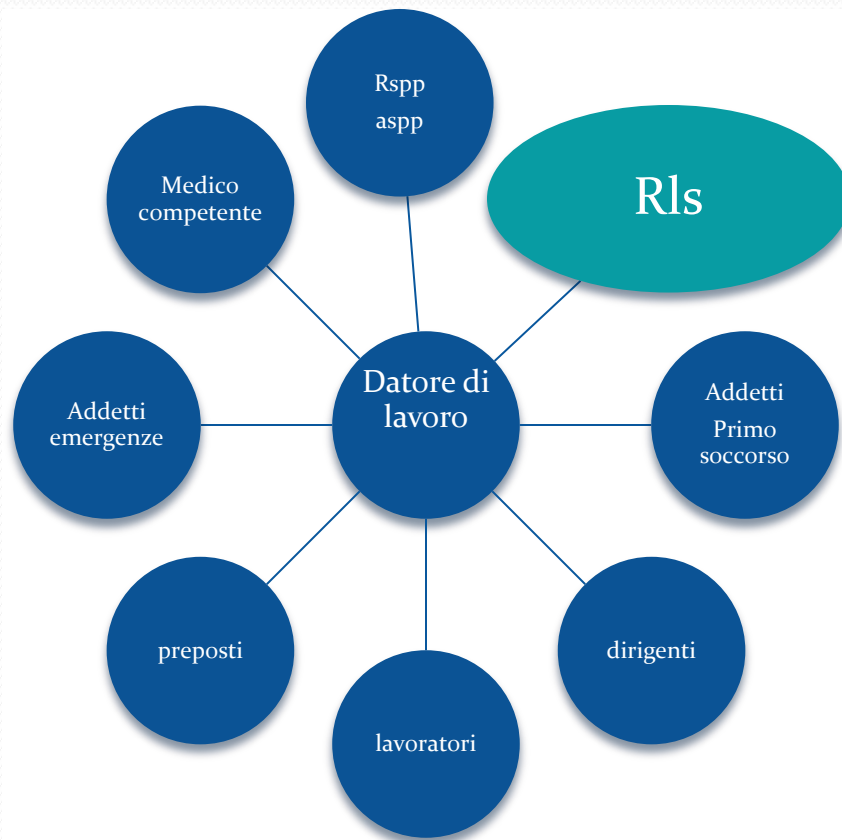 Rspp
aspp
Rls
Medico
competente
Datore di
lavoro
Addetti
emergenze
Addetti
Primo
soccorso
preposti
dirigenti
lavoratori